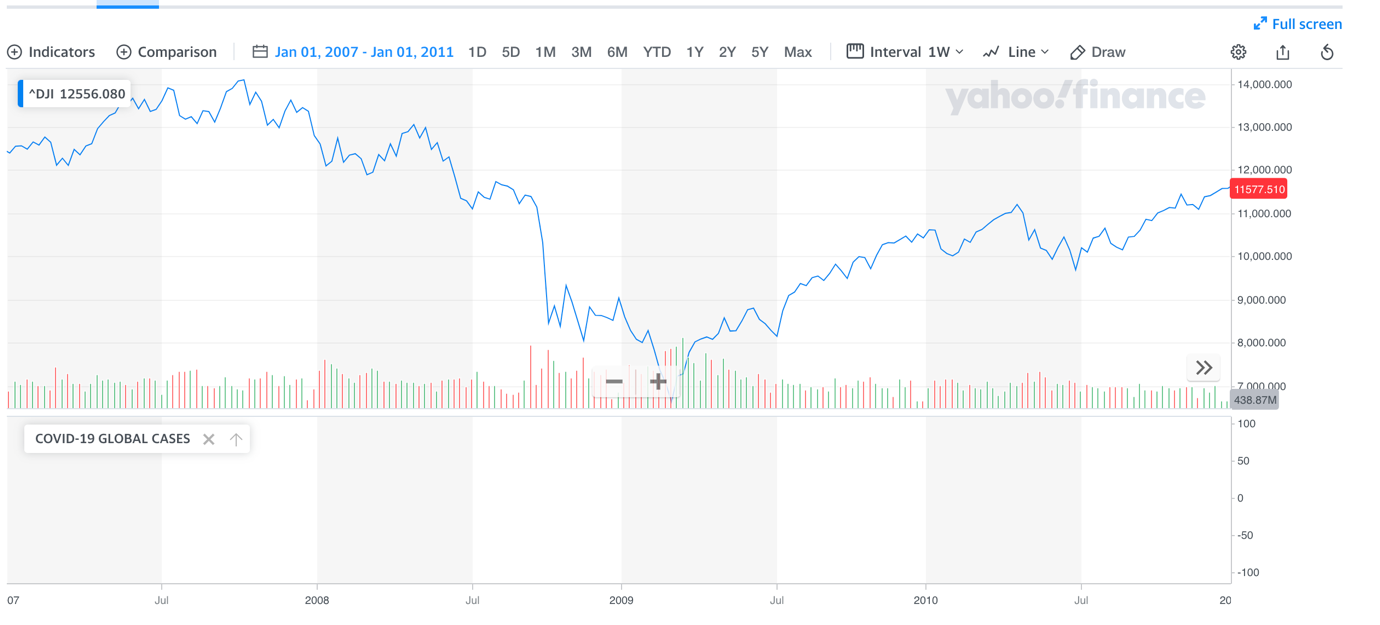 Full screen
Indicators Comparison Jan 01, 2007 - Jan 01, 2011 1D 5D 1M 3M 6M YTD 1Y 2Y 5Y Max Interval 1W Line Draw
^DJI 12556.080
yahoo!finance
14,000.000
13,000.000
12,000.000
11577.510
11,000.000
10,000.000
9,000.000
8,000.000
7,000.000
438.87M
COVID-19 GLOBAL CASES
100
50
0
-50
-100
07 Jul 2008 Jul 2009 Jul 2010 Jul 20